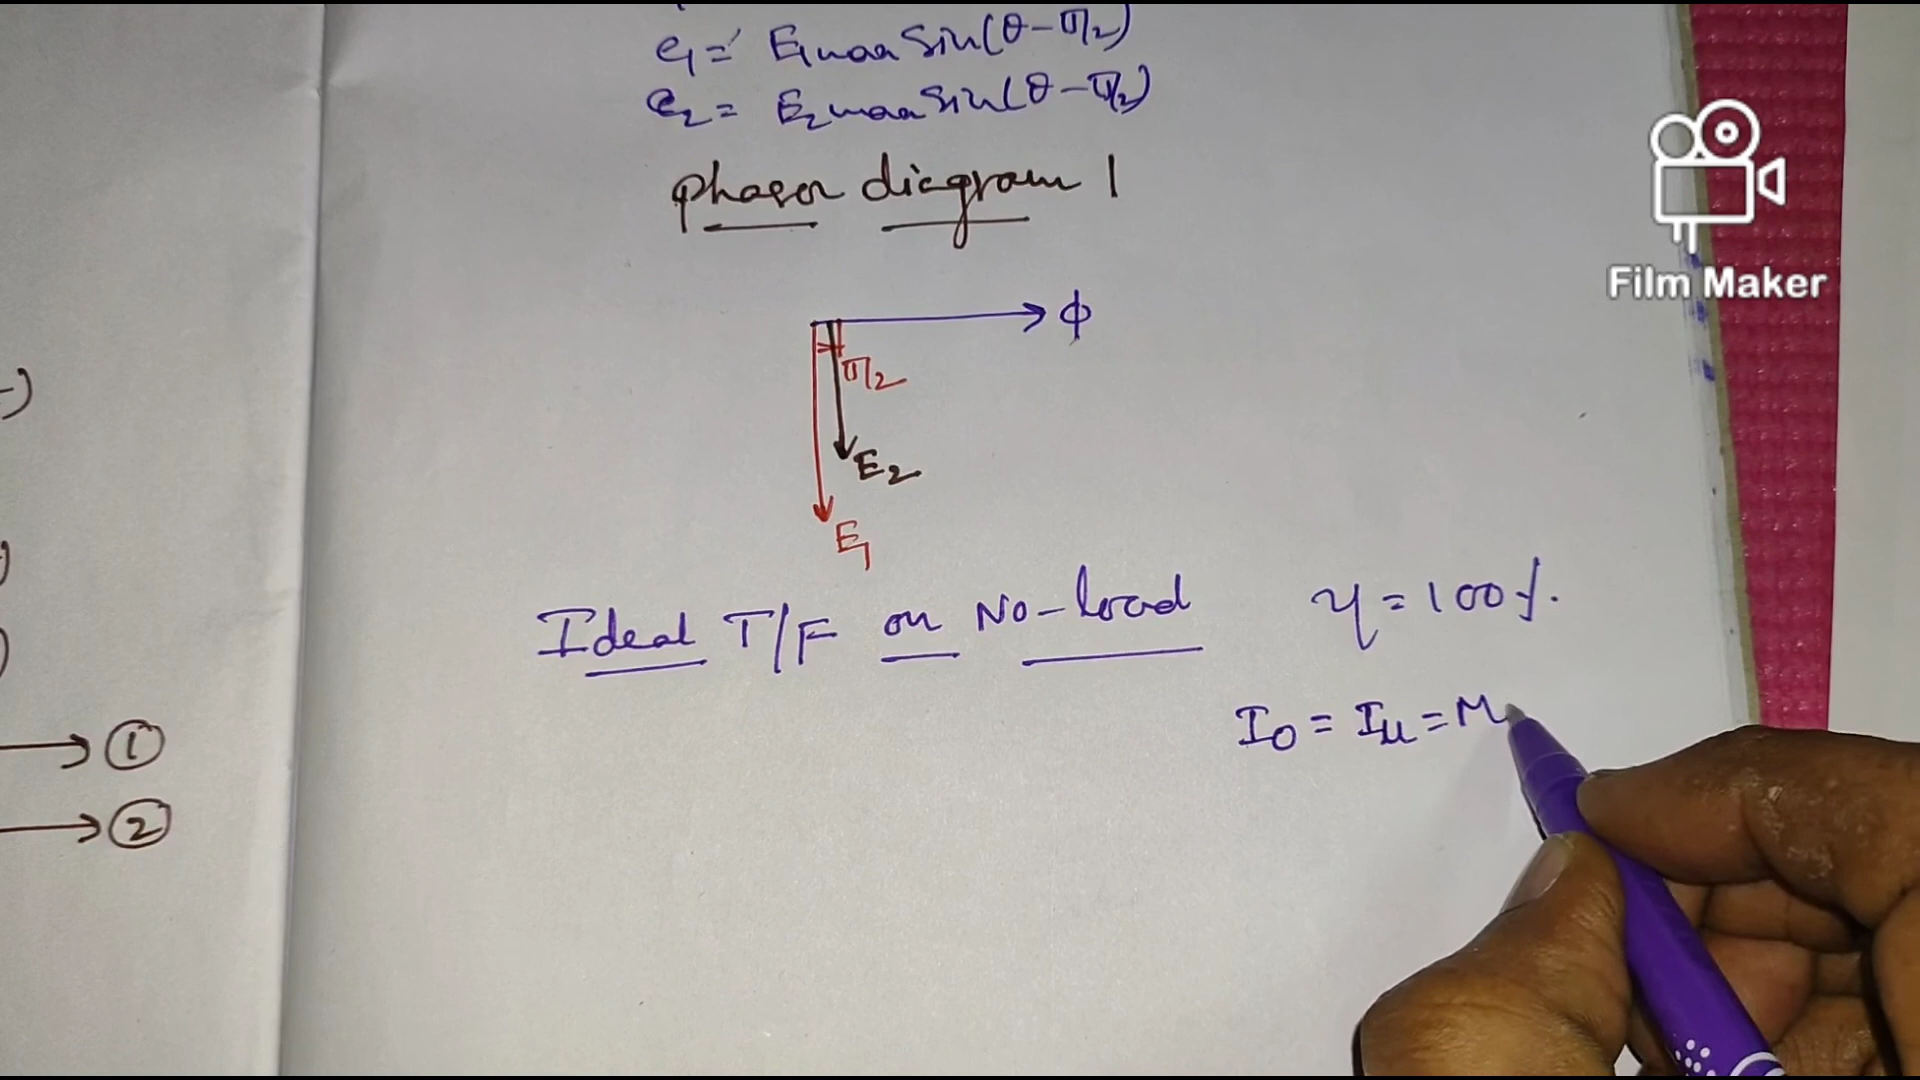 e₁ = E₁max Sin(θ - π/2)
e₂ = E₂max Sin(θ - π/2)
phasor diagram |
Film Maker
ϕ
π/2
E₂
E₁
Ideal T/F on No-load
η = 100%.
I₀ = Iμ = M
①
②